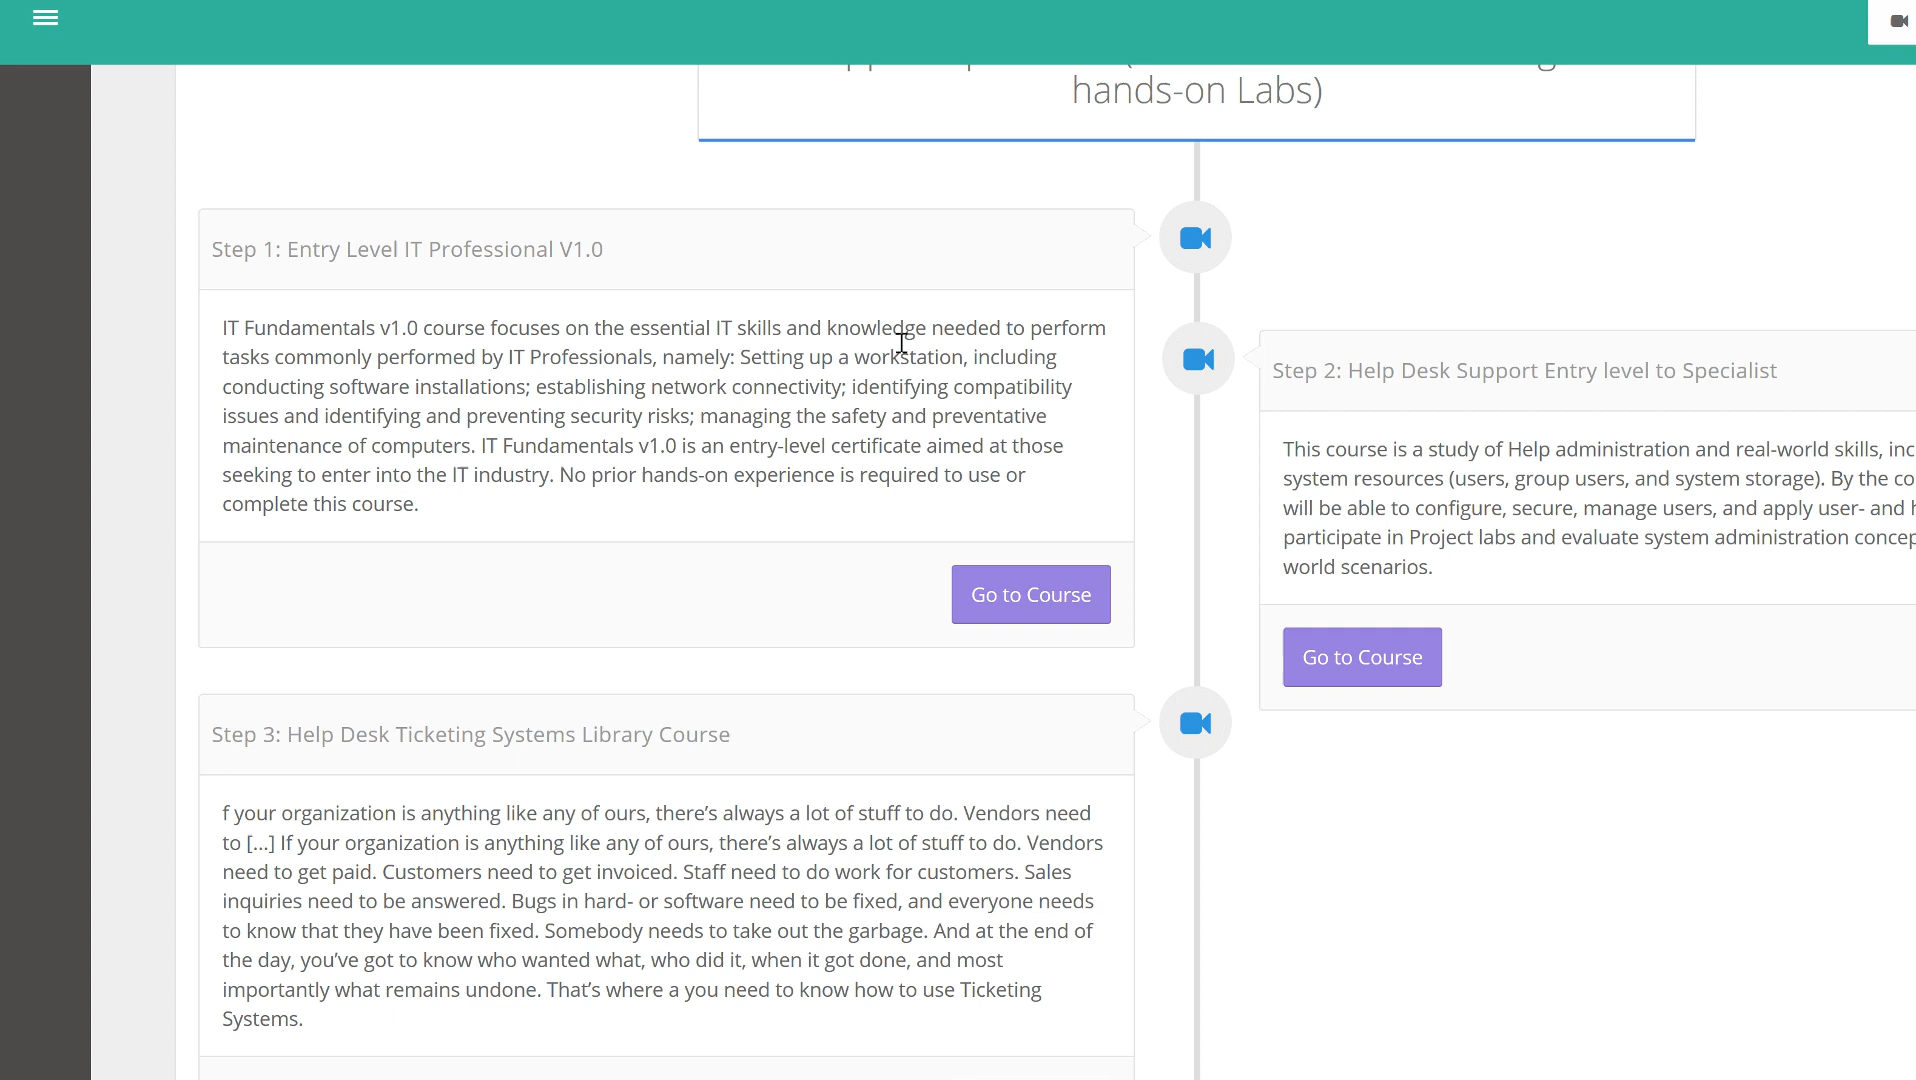 hands-on Labs)
Step 1: Entry Level IT Professional V1.0
IT Fundamentals v1.0 course focuses on the essential IT skills and knowledge needed to perform
tasks commonly performed by IT Professionals, namely: Setting up a workstation, including
conducting software installations; establishing network connectivity; identifying compatibility
issues and identifying and preventing security risks; managing the safety and preventative
maintenance of computers. IT Fundamentals v1.0 is an entry-level certificate aimed at those
seeking to enter into the IT industry. No prior hands-on experience is required to use or
complete this course.
Go to Course
Step 2: Help Desk Support Entry level to Specialist
This course is a study of Help administration and real-world skills, inc
system resources (users, group users, and system storage). By the co
will be able to configure, secure, manage users, and apply user- and h
participate in Project labs and evaluate system administration concep
world scenarios.
Go to Course
Step 3: Help Desk Ticketing Systems Library Course
f your organization is anything like any of ours, there’s always a lot of stuff to do. Vendors need
to [...] If your organization is anything like any of ours, there’s always a lot of stuff to do. Vendors
need to get paid. Customers need to get invoiced. Staff need to do work for customers. Sales
inquiries need to be answered. Bugs in hard- or software need to be fixed, and everyone needs
to know that they have been fixed. Somebody needs to take out the garbage. And at the end of
the day, you’ve got to know who wanted what, who did it, when it got done, and most
importantly what remains undone. That’s where a you need to know how to use Ticketing
Systems.